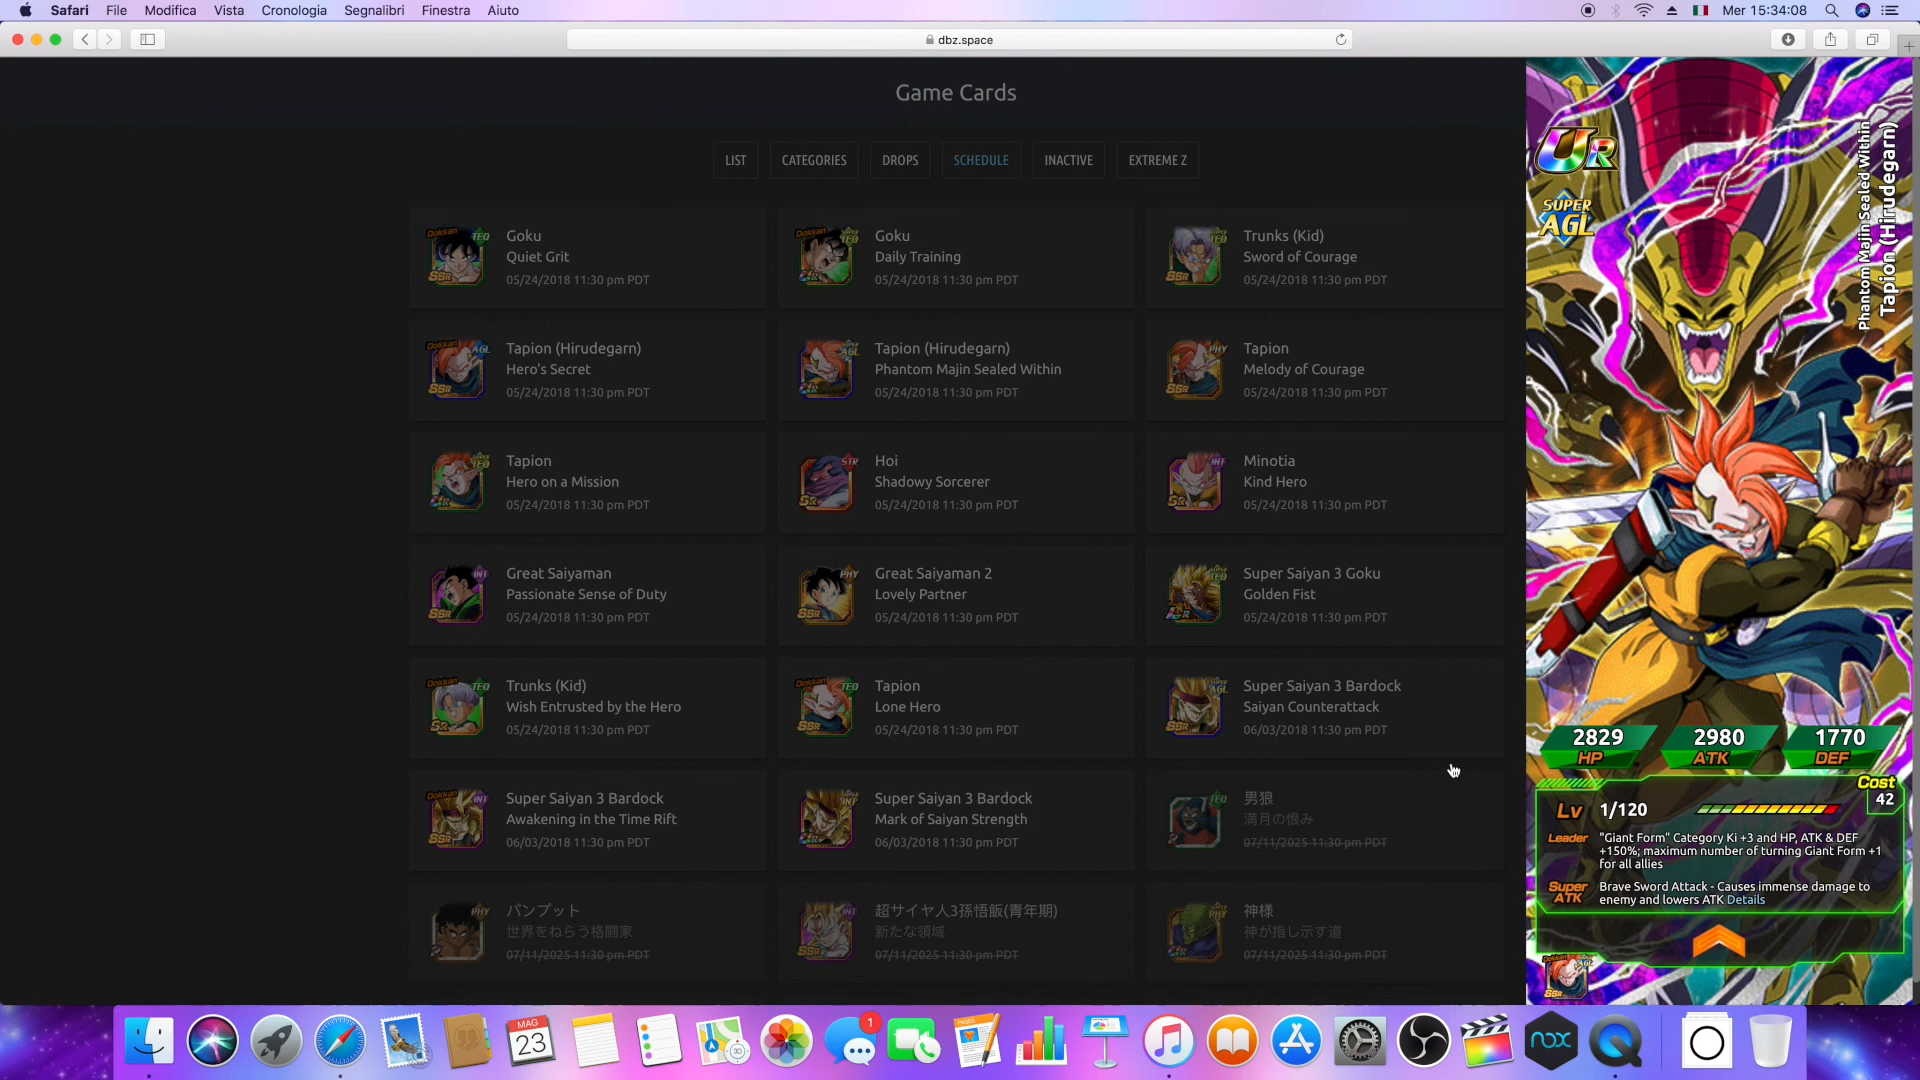 Safari File Modifica Vista Cronologia Segnalibri Finestra Aiuto
Mer 15:34:08
dbz.space
Game Cards
LIST CATEGORIES DROPS SCHEDULE INACTIVE EXTREME Z
Goku
Quiet Grit
05/24/2018 11:30 pm PDT
Goku
Daily Training
05/24/2018 11:30 pm PDT
Trunks (Kid)
Sword of Courage
05/24/2018 11:30 pm PDT
Tapion (Hirudegarn)
Hero's Secret
05/24/2018 11:30 pm PDT
Tapion (Hirudegarn)
Phantom Majin Sealed Within
05/24/2018 11:30 pm PDT
Tapion
Melody of Courage
05/24/2018 11:30 pm PDT
Tapion
Hero on a Mission
05/24/2018 11:30 pm PDT
Hoi
Shadowy Sorcerer
05/24/2018 11:30 pm PDT
Minotia
Kind Hero
05/24/2018 11:30 pm PDT
Great Saiyaman
Passionate Sense of Duty
05/24/2018 11:30 pm PDT
Great Saiyaman 2
Lovely Partner
05/24/2018 11:30 pm PDT
Super Saiyan 3 Goku
Golden Fist
05/24/2018 11:30 pm PDT
Trunks (Kid)
Wish Entrusted by the Hero
05/24/2018 11:30 pm PDT
Tapion
Lone Hero
05/24/2018 11:30 pm PDT
Super Saiyan 3 Bardock
Saiyan Counterattack
06/03/2018 11:30 pm PDT
Super Saiyan 3 Bardock
Awakening in the Time Rift
06/03/2018 11:30 pm PDT
Super Saiyan 3 Bardock
Mark of Saiyan Strength
06/03/2018 11:30 pm PDT
男狼
満月の恨み
07/11/2025 11:30 pm PDT
パンプット
世界をねらう格闘家
07/11/2025 11:30 pm PDT
超サイヤ人3孫悟飯(青年期)
新たな領域
07/11/2025 11:30 pm PDT
神様
神が指し示す道
07/11/2025 11:30 pm PDT
UR
SUPER
AGL
Phantom Majin Sealed Within
Tapion (Hirudegarn)
2829 2980 1770
HP ATK DEF
Cost
42
Lv 1/120
Leader "Giant Form" Category Ki +3 and HP, ATK & DEF
+150%; maximum number of turning Giant Form +1
for all allies
Super ATK Brave Sword Attack - Causes immense damage to
enemy and lowers ATK Details
Dokkan AGL
SSR
MAG
23
1
PAGES
nox